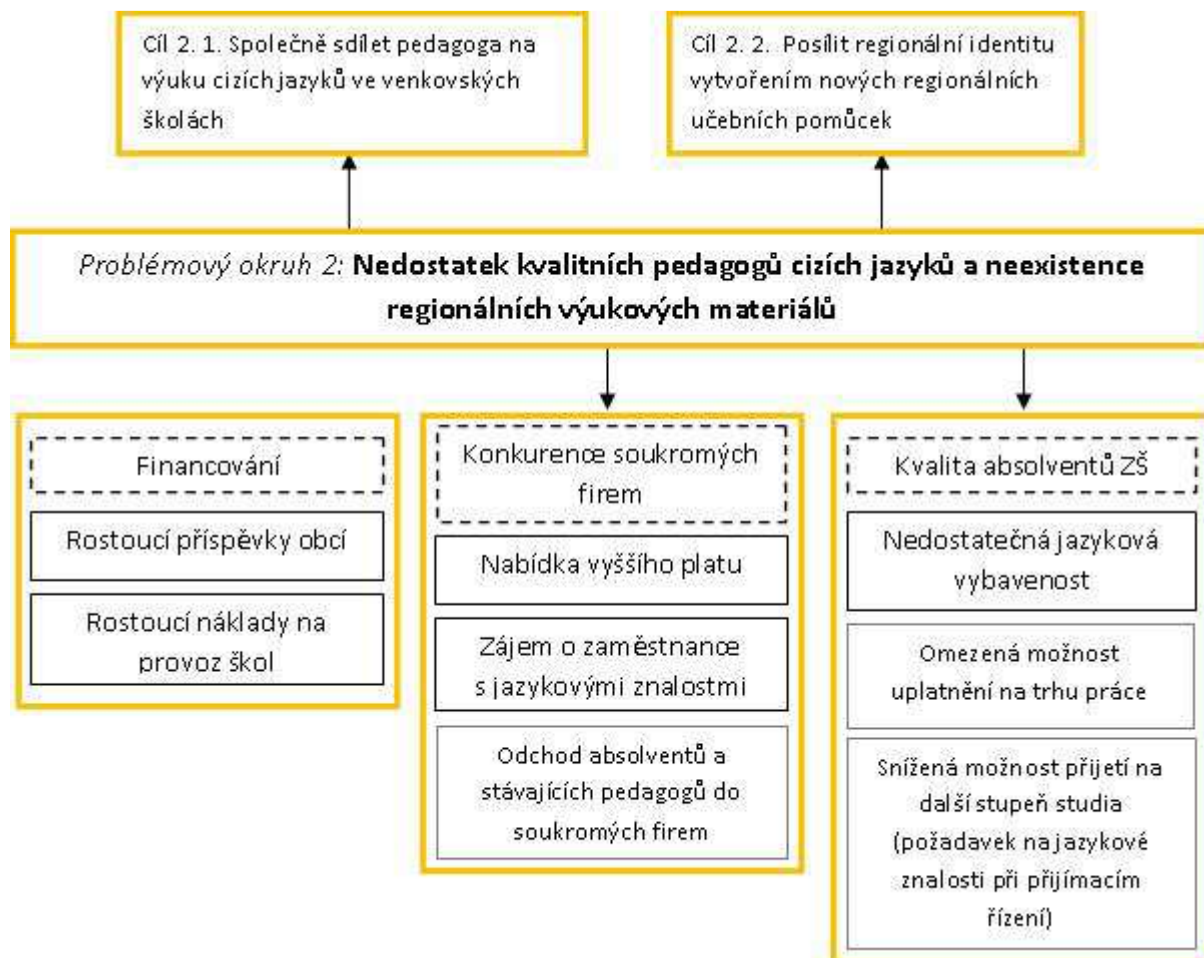 Cíl 2. 1. Společně sdílet pedagoga na
výuku cizích jazyků ve venkovských
školách
Cíl 2. 2. Posílit regionální identitu
vytvořením nových regionálních
učebních pomůcek
Problémový okruh 2: Nedostatek kvalitních pedagogů cizích jazyků a neexistence
regionálních výukových materiálů
Financování
Rostoucí příspěvky obcí
Rostoucí náklady na
provoz škol
Konkurence soukromých
firem
Nabídka vyššího platu
Zájem o zaměstnance
s jazykovými znalostmi
Odchod absolventů a
stávajících pedagogů do
soukromých firem
Kvalita absolventů ZŠ
Nedostatečná jazyková
vybavenost
Omezená možnost
uplatnění na trhu práce
Snížená možnost přijetí na
další stupeň studia
(požadavek na jazykové
znalosti při přijímacím
řízení)